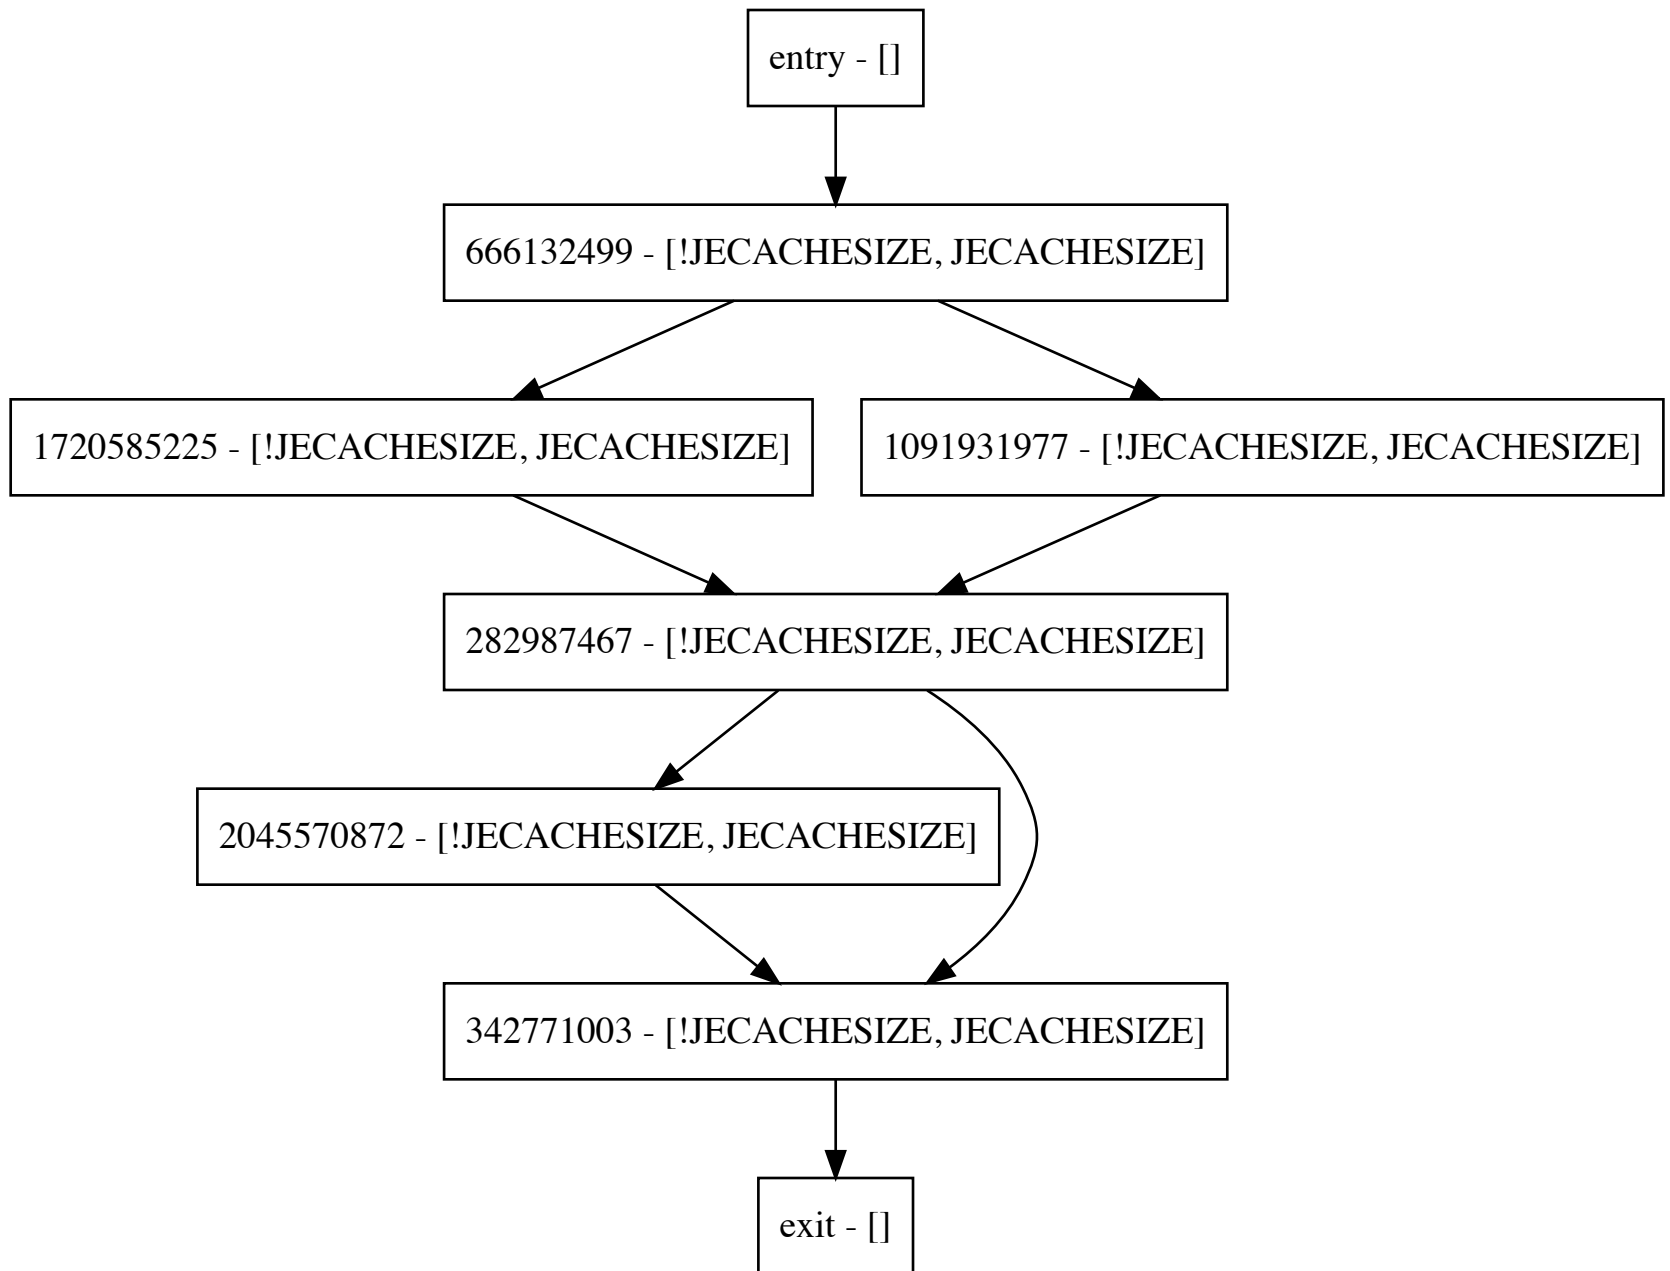 entry - []
666132499 - [!JECACHESIZE, JECACHESIZE]
1720585225 - [!JECACHESIZE, JECACHESIZE]
1091931977 - [!JECACHESIZE, JECACHESIZE]
282987467 - [!JECACHESIZE, JECACHESIZE]
2045570872 - [!JECACHESIZE, JECACHESIZE]
342771003 - [!JECACHESIZE, JECACHESIZE]
exit - []